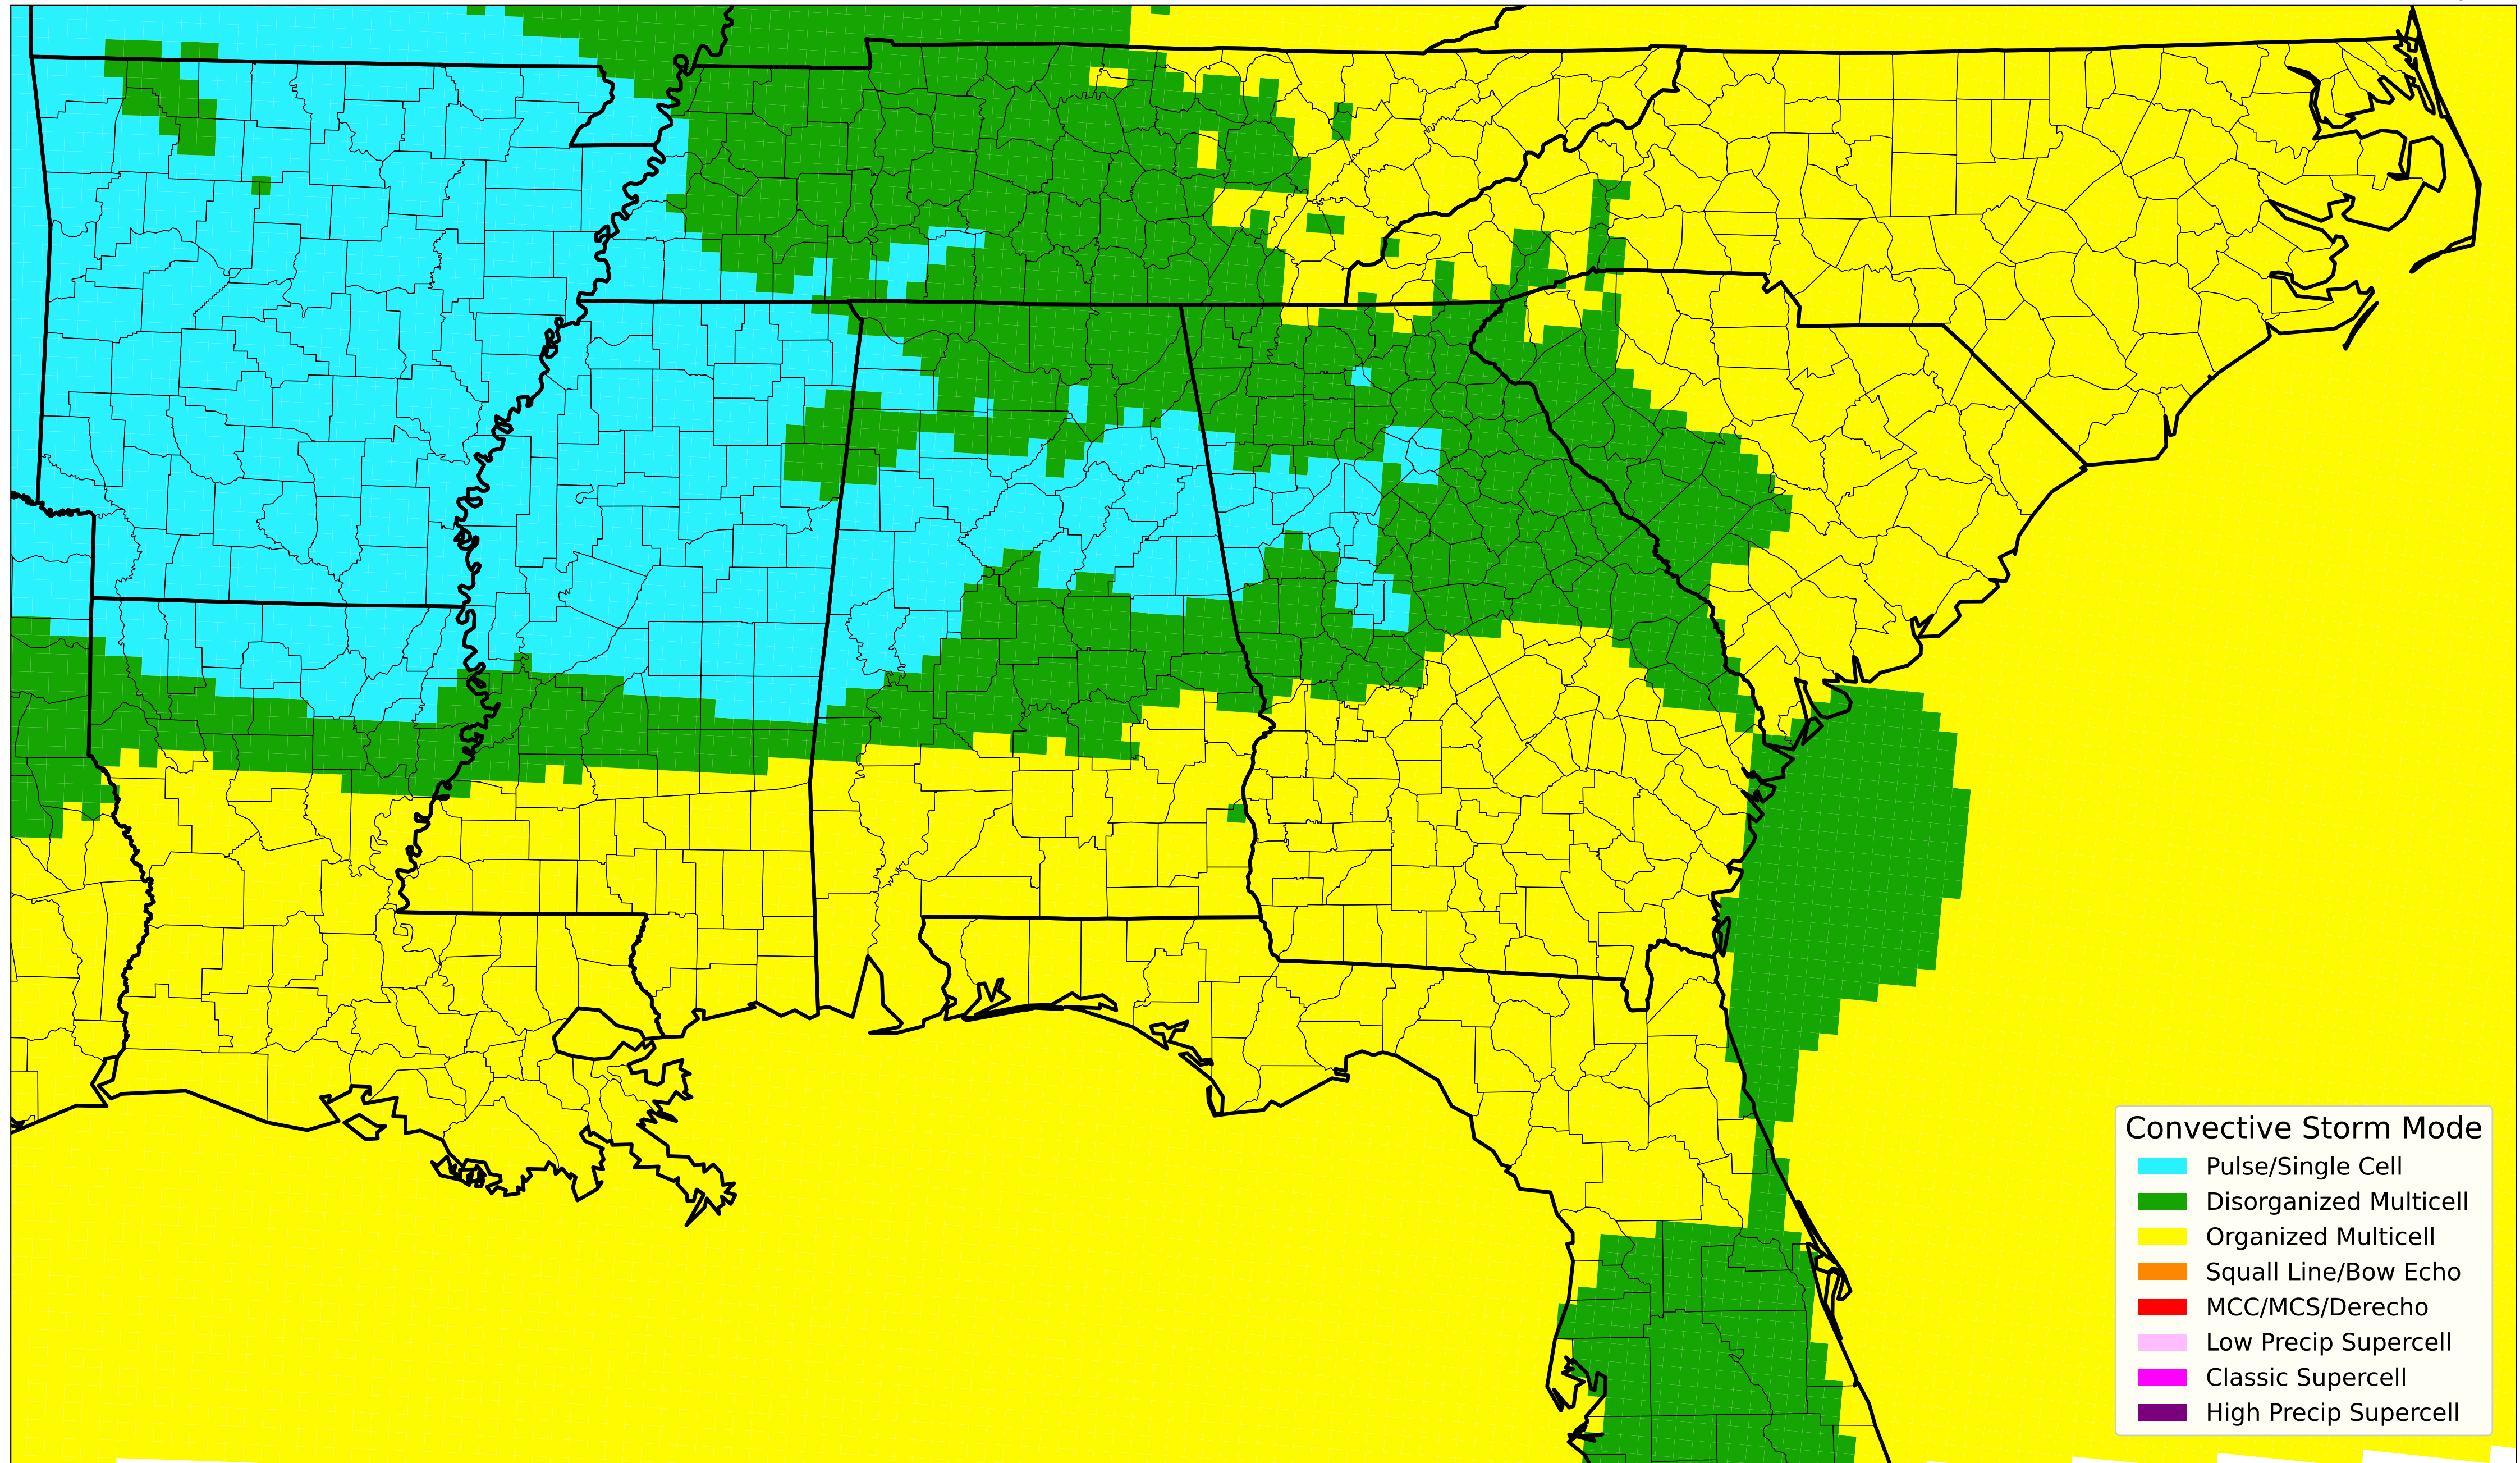 Convective Storm Mode
Pulse/Single Cell
Disorganized Multicell
Organized Multicell
Squall Line/Bow Echo
MCC/MCS/Derecho
Low Precip Supercell
Classic Supercell
High Precip Supercell